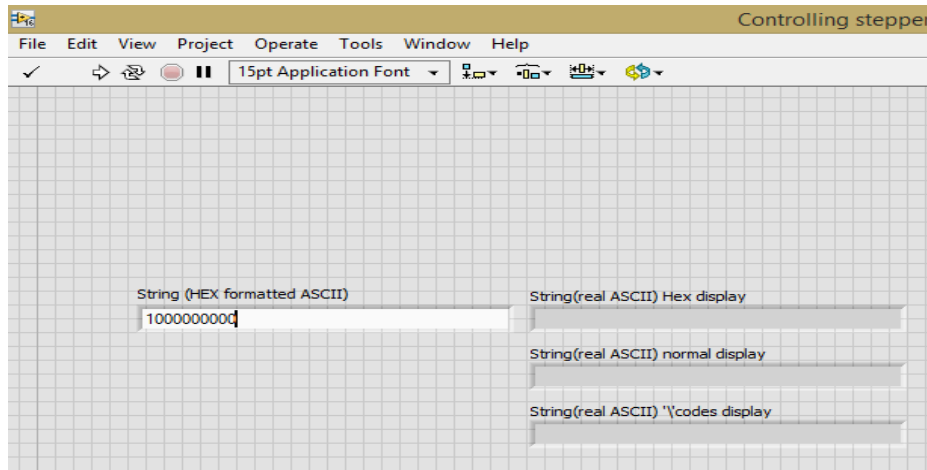 Controlling stepper
File Edit View Project Operate Tools Window Help
15pt Application Font
String (HEX formatted ASCII)
1000000000
String(real ASCII) Hex display
String(real ASCII) normal display
String(real ASCII) '\'codes display